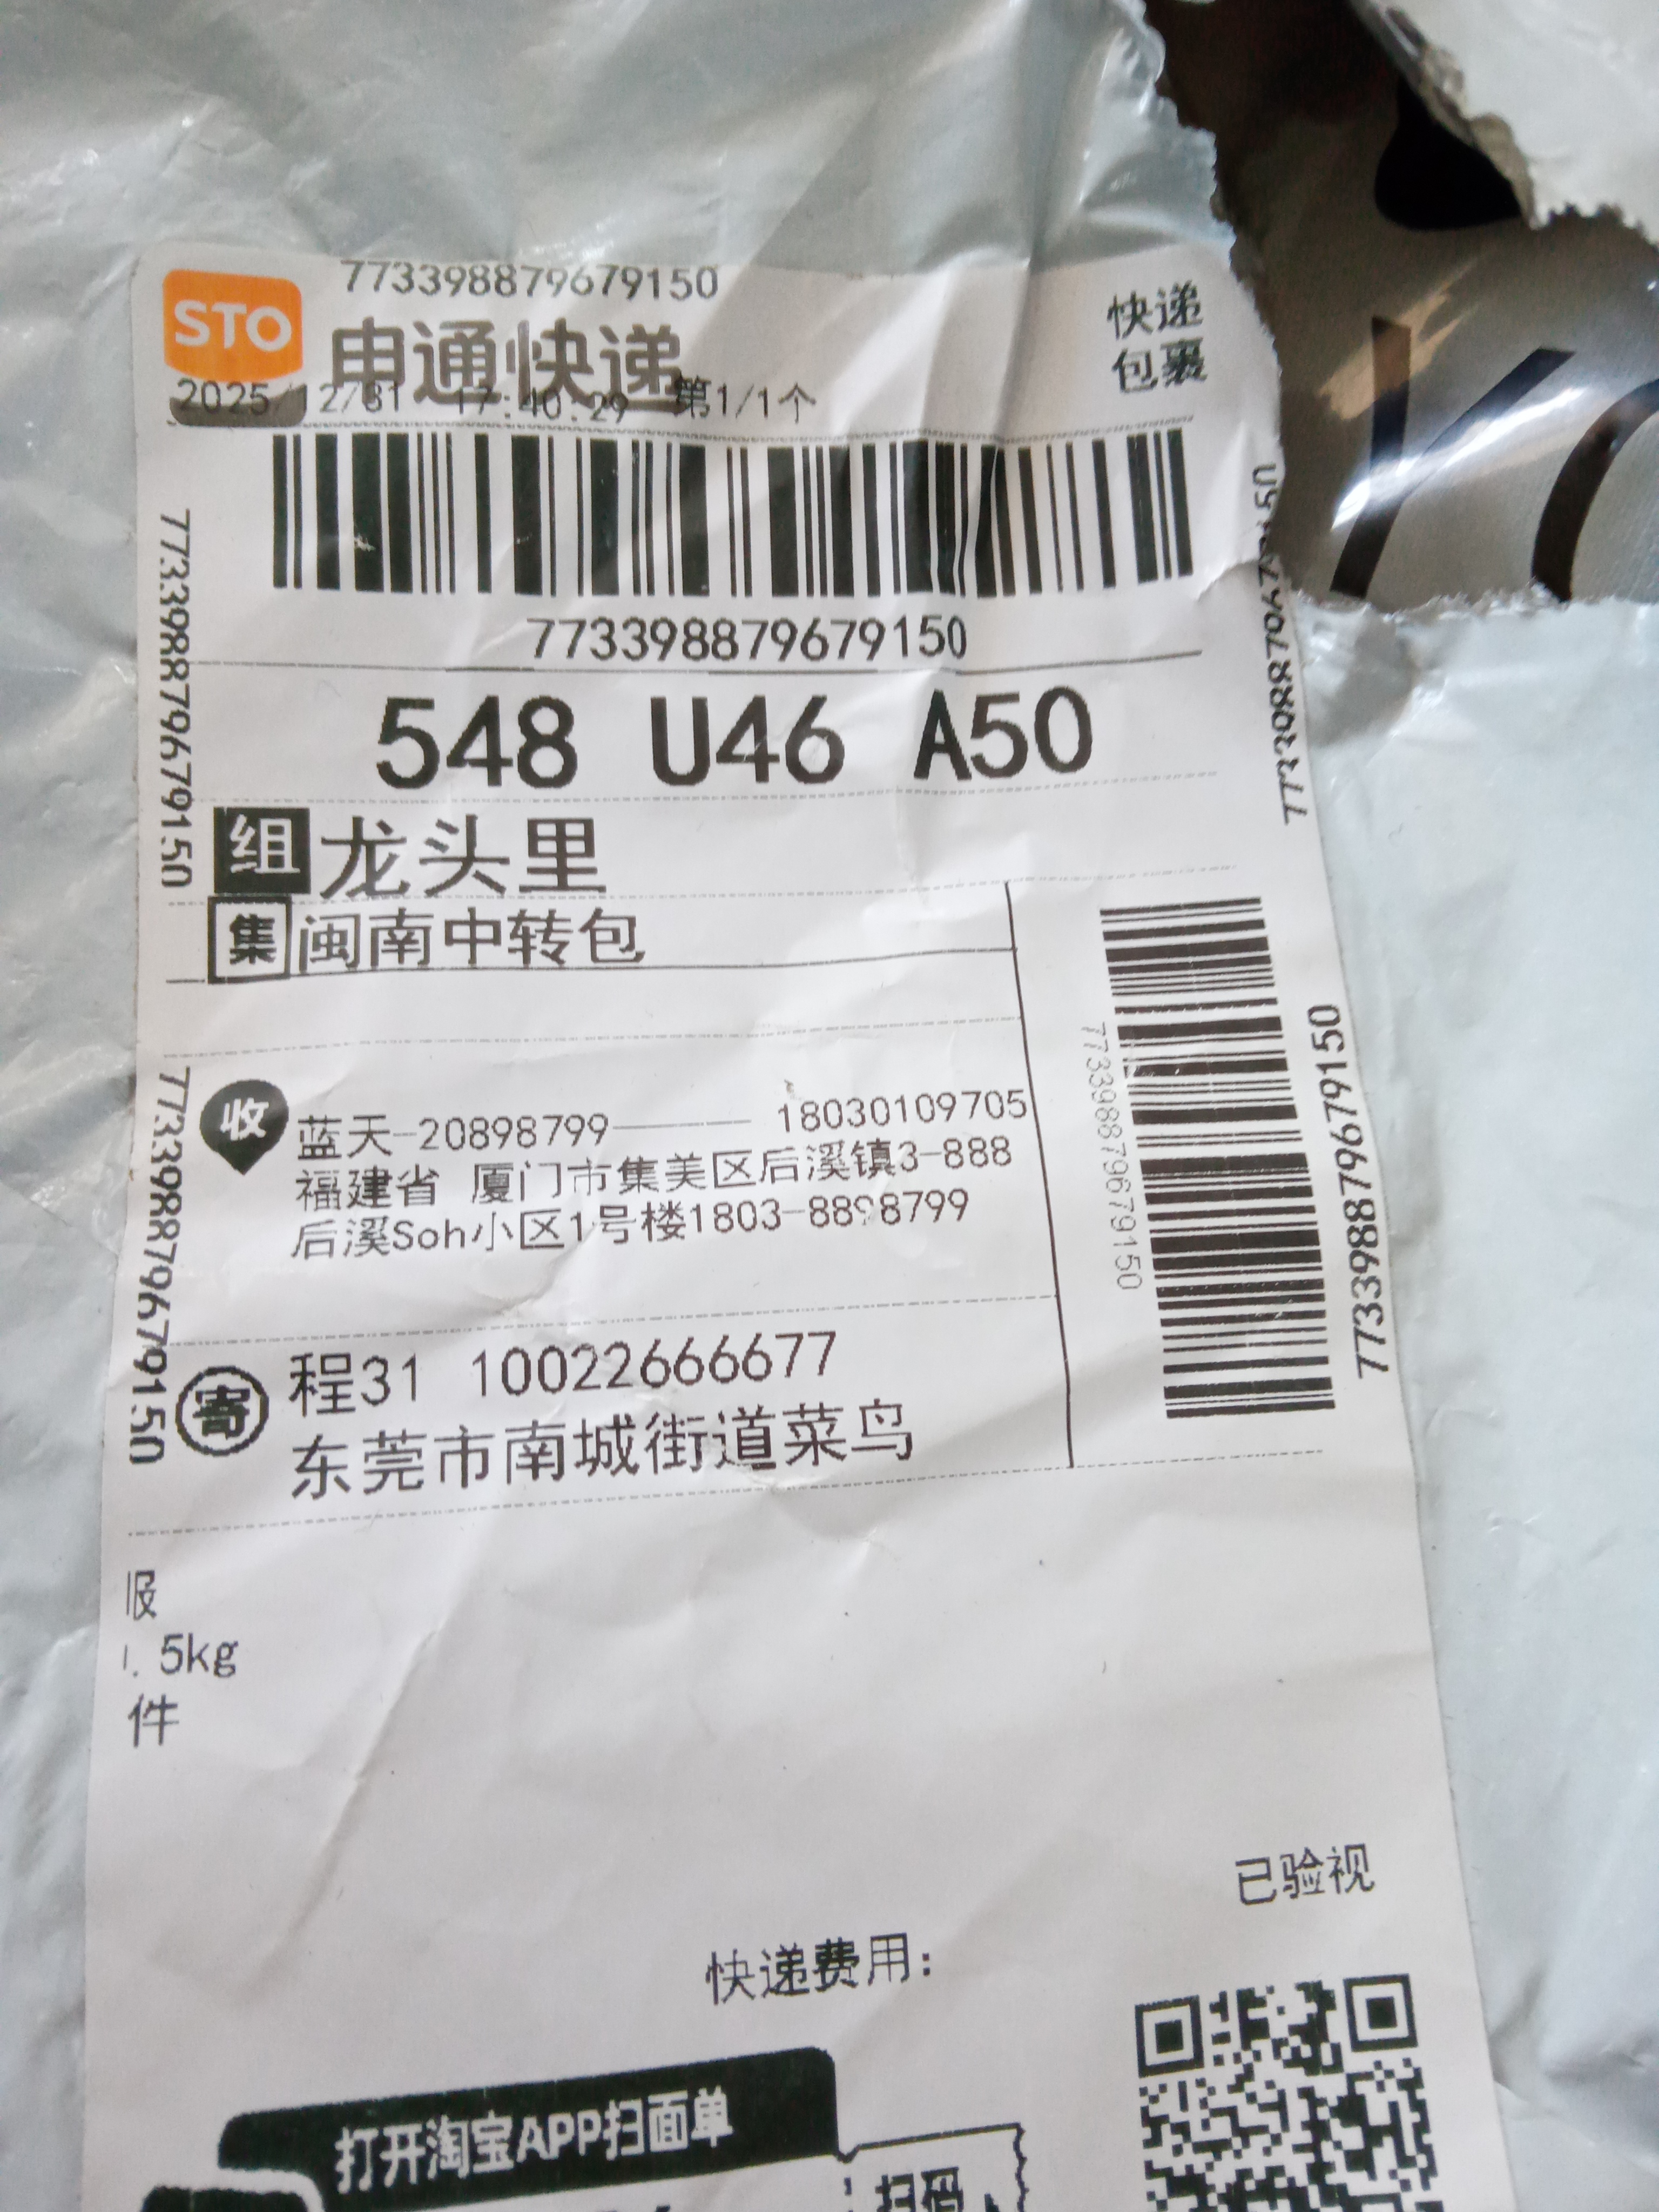 773398879679150
STO
申通快递
快递
包裹
2025/12/31 17:40:29 第1/1个
773398879679150
773398879679150
548 U46 A50
组 龙头里
集 闽南中转包
773398879679150
773398879679150
773398879679150
收 蓝天-20898799 18030109705
福建省 厦门市集美区后溪镇3-888
后溪Soh小区1号楼1803-8898799
寄 程31 10022666677
东莞市南城街道菜鸟
5kg
件
已验视
快递费用:
打开淘宝APP扫面单
扫码